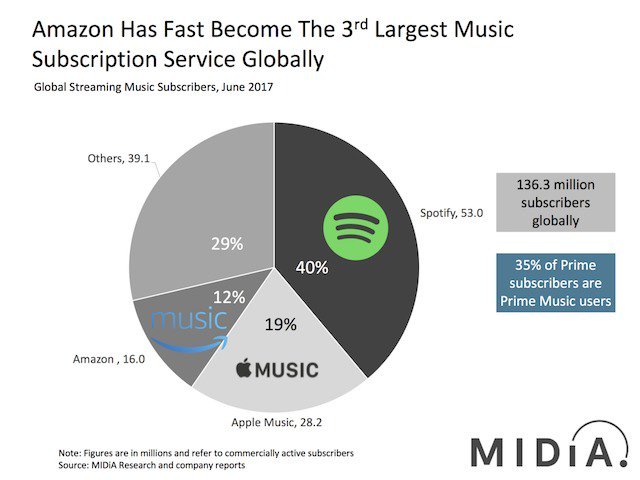 Amazon Has Fast Become The 3rd Largest Music
Subscription Service Globally
Global Streaming Music Subscribers, June 2017
Others, 39.1
Spotify, 53.0
136.3 million
subscribers
globally
29%
40%
35% of Prime
subscribers are
Prime Music users
12%
music
19%
Amazon , 16.0
MUSIC
Apple Music, 28.2
Note: Figures are in millions and refer to commercially active subscribers
Source: MIDiA Research and company reports
MIDiA.